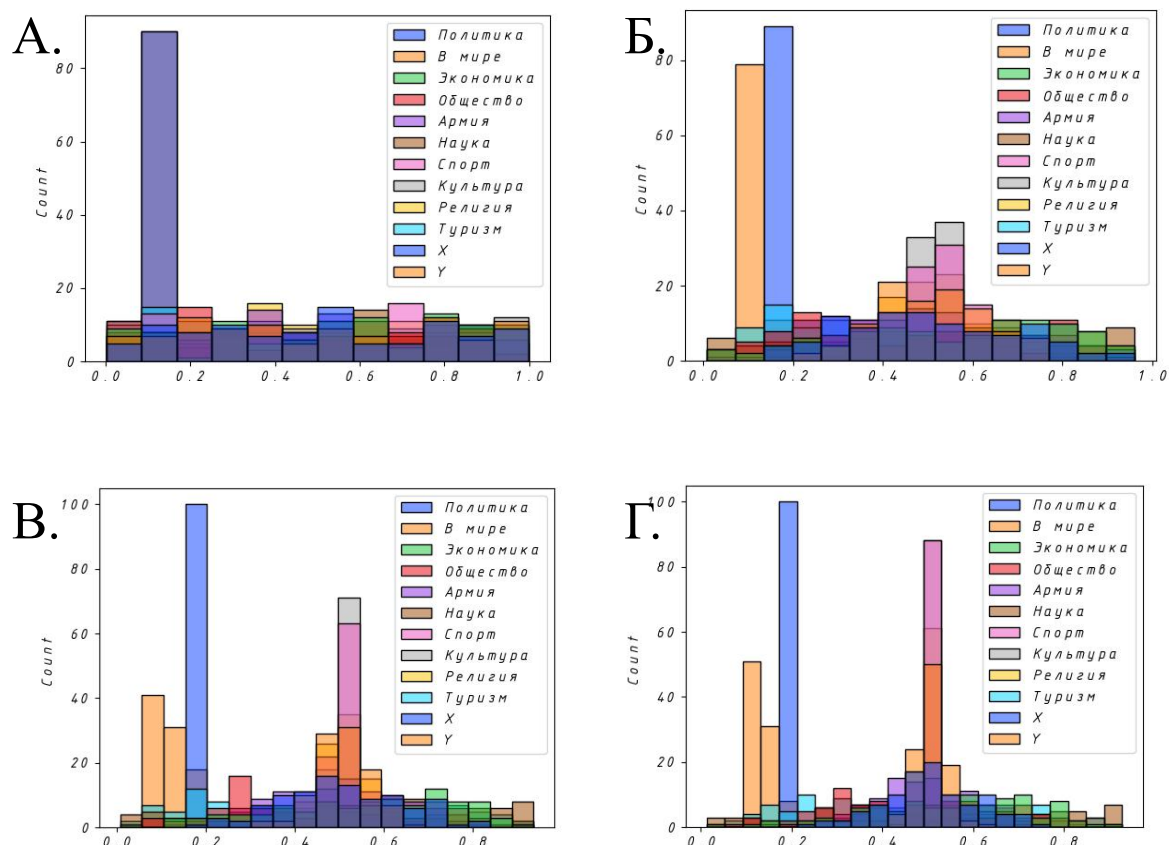 А.
Count
80
60
40
20
0
0.0 0.2 0.4 0.6 0.8 1.0
Политика
В мире
Экономика
Общество
Армия
Наука
Спорт
Культура
Религия
Туризм
X
Y
Б.
Count
80
60
40
20
0
0.0 0.2 0.4 0.6 0.8 1.0
Политика
В мире
Экономика
Общество
Армия
Наука
Спорт
Культура
Религия
Туризм
X
Y
В.
Count
100
80
60
40
20
0
0.0 0.2 0.4 0.6 0.8
Политика
В мире
Экономика
Общество
Армия
Наука
Спорт
Культура
Религия
Туризм
X
Y
Г.
Count
100
80
60
40
20
0
0.0 0.2 0.4 0.6 0.8
Политика
В мире
Экономика
Общество
Армия
Наука
Спорт
Культура
Религия
Туризм
X
Y